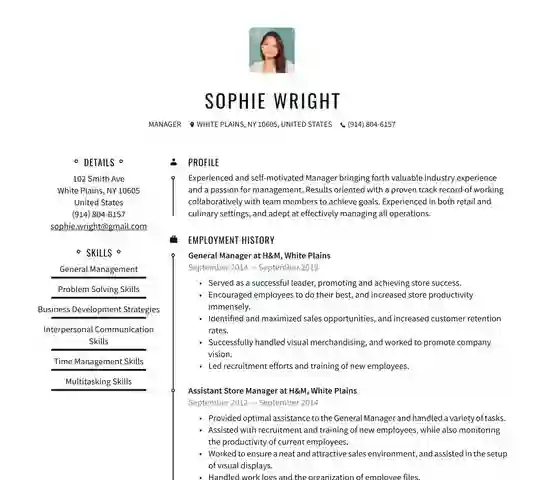 SOPHIE WRIGHT
MANAGER WHITE PLAINS, NY 10605, UNITED STATES (914) 804-6157
DETAILS
102 Smith Ave
White Plains, NY 10605
United States
(914) 804-6157
sophie.wright@gmail.com
SKILLS
General Management
Problem Solving Skills
Business Development Strategies
Interpersonal Communication
Skills
Time Management Skills
Multitasking Skills
PROFILE
Experienced and self-motivated Manager bringing forth valuable industry experience
and a passion for management. Results oriented with a proven track record of working
collaboratively with team members to achieve goals. Experienced in both retail and
culinary settings, and adept at effectively managing all operations.
EMPLOYMENT HISTORY
General Manager at H&M, White Plains
September 2014 — September 2019
• Served as a successful leader, promoting and achieving store success.
• Encouraged employees to do their best, and increased store productivity
immensely.
• Identified and maximized sales opportunities, and increased customer retention
rates.
• Successfully handled visual merchandising, and worked to promote company
vision.
• Led recruitment efforts and training of new employees.
Assistant Store Manager at H&M, White Plains
September 2012 — September 2014
• Provided optimal assistance to the General Manager and handled a variety of tasks.
• Assisted with recruitment and training of new employees, while also monitoring
the productivity of current employees.
• Worked to ensure a neat and attractive sales environment, and assisted in the setup
of visual displays.
• Handled work logs and the organization of employee files.